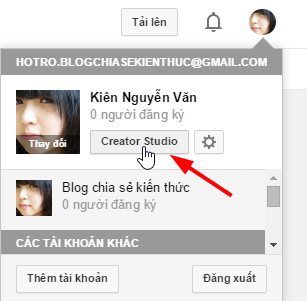 Tải lên
HOTRO.BLOGCHIASEKIENTHUC@GMAIL.COM
Kiên Nguyễn Văn
0 người đăng ký
Thay đổi
Creator Studio
Blog chia sẻ kiến thức
0 người đăng ký
CÁC TÀI KHOẢN KHÁC
Thêm tài khoản Đăng xuất